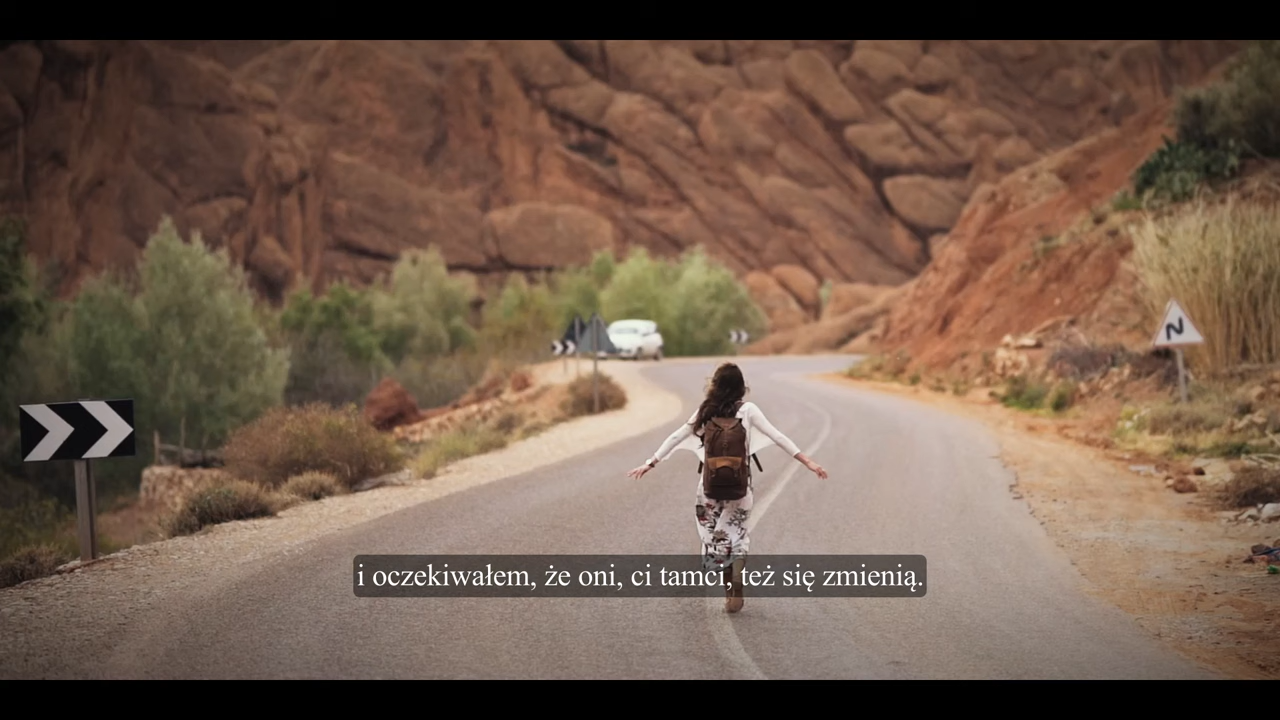 i oczekiwałem, że oni, ci tamci, też się zmienią.